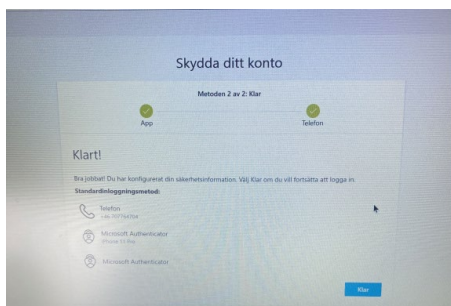 Skydda ditt konto
Metoden 2 av 2: Klar
App
Telefon
Klart!
Bra jobbat! Du har konfigurerat din säkerhetsinformation. Välj Klar om du vill fortsätta att logga in.
Standardinloggningsmetod:
Telefon
Microsoft Authenticator
Microsoft Authenticator
Klar